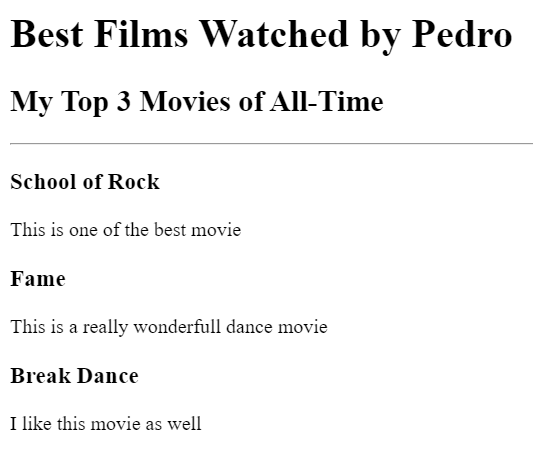 Best Films Watched by Pedro
My Top 3 Movies of All-Time
School of Rock
This is one of the best movie
Fame
This is a really wonderfull dance movie
Break Dance
I like this movie as well